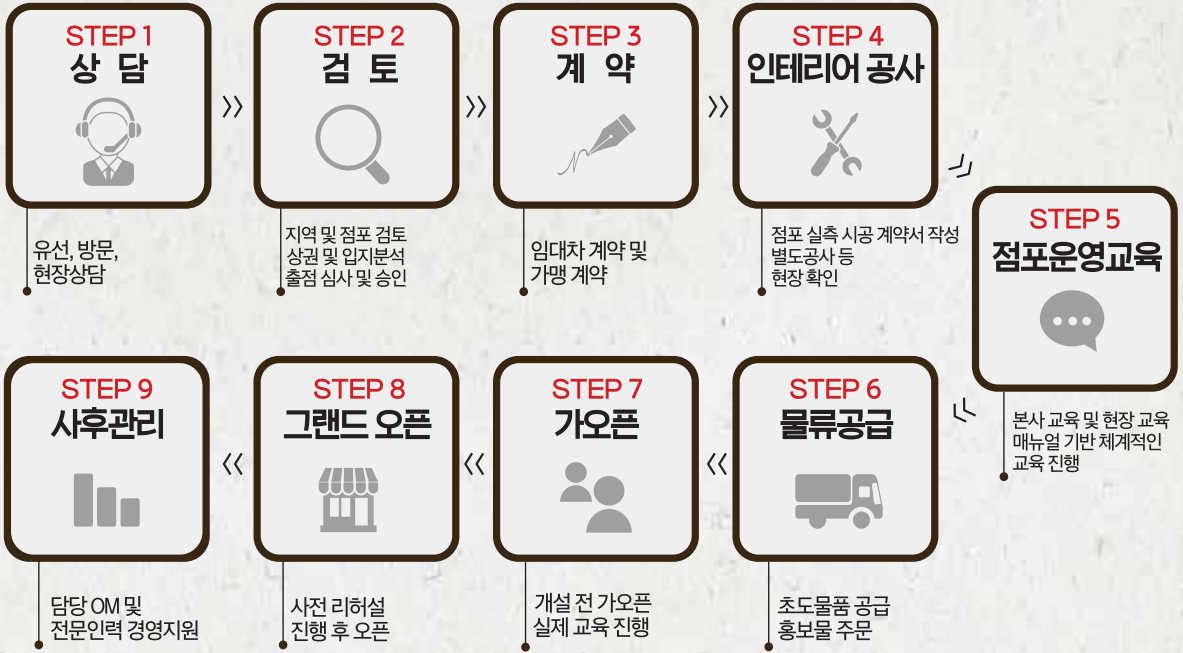 STEP 1
상 담
유선, 방문,
현장상담
STEP 2
검 토
지역 및 점포 검토
상권 및 입지분석
출점 심사 및 승인
STEP 3
계 약
임대차 계약 및
가맹 계약
STEP 4
인테리어 공사
점포 실측 시공 계약서 작성
별도공사 등
현장 확인
STEP 5
점포운영교육
본사 교육 및 현장 교육
매뉴얼 기반 체계적인
교육 진행
STEP 6
물류공급
초도물품 공급
홍보물 주문
STEP 7
가오픈
개설 전 가오픈
실제 교육 진행
STEP 8
그랜드 오픈
사전 리허설
진행 후 오픈
STEP 9
사후관리
담당 OM 및
전문인력 경영지원